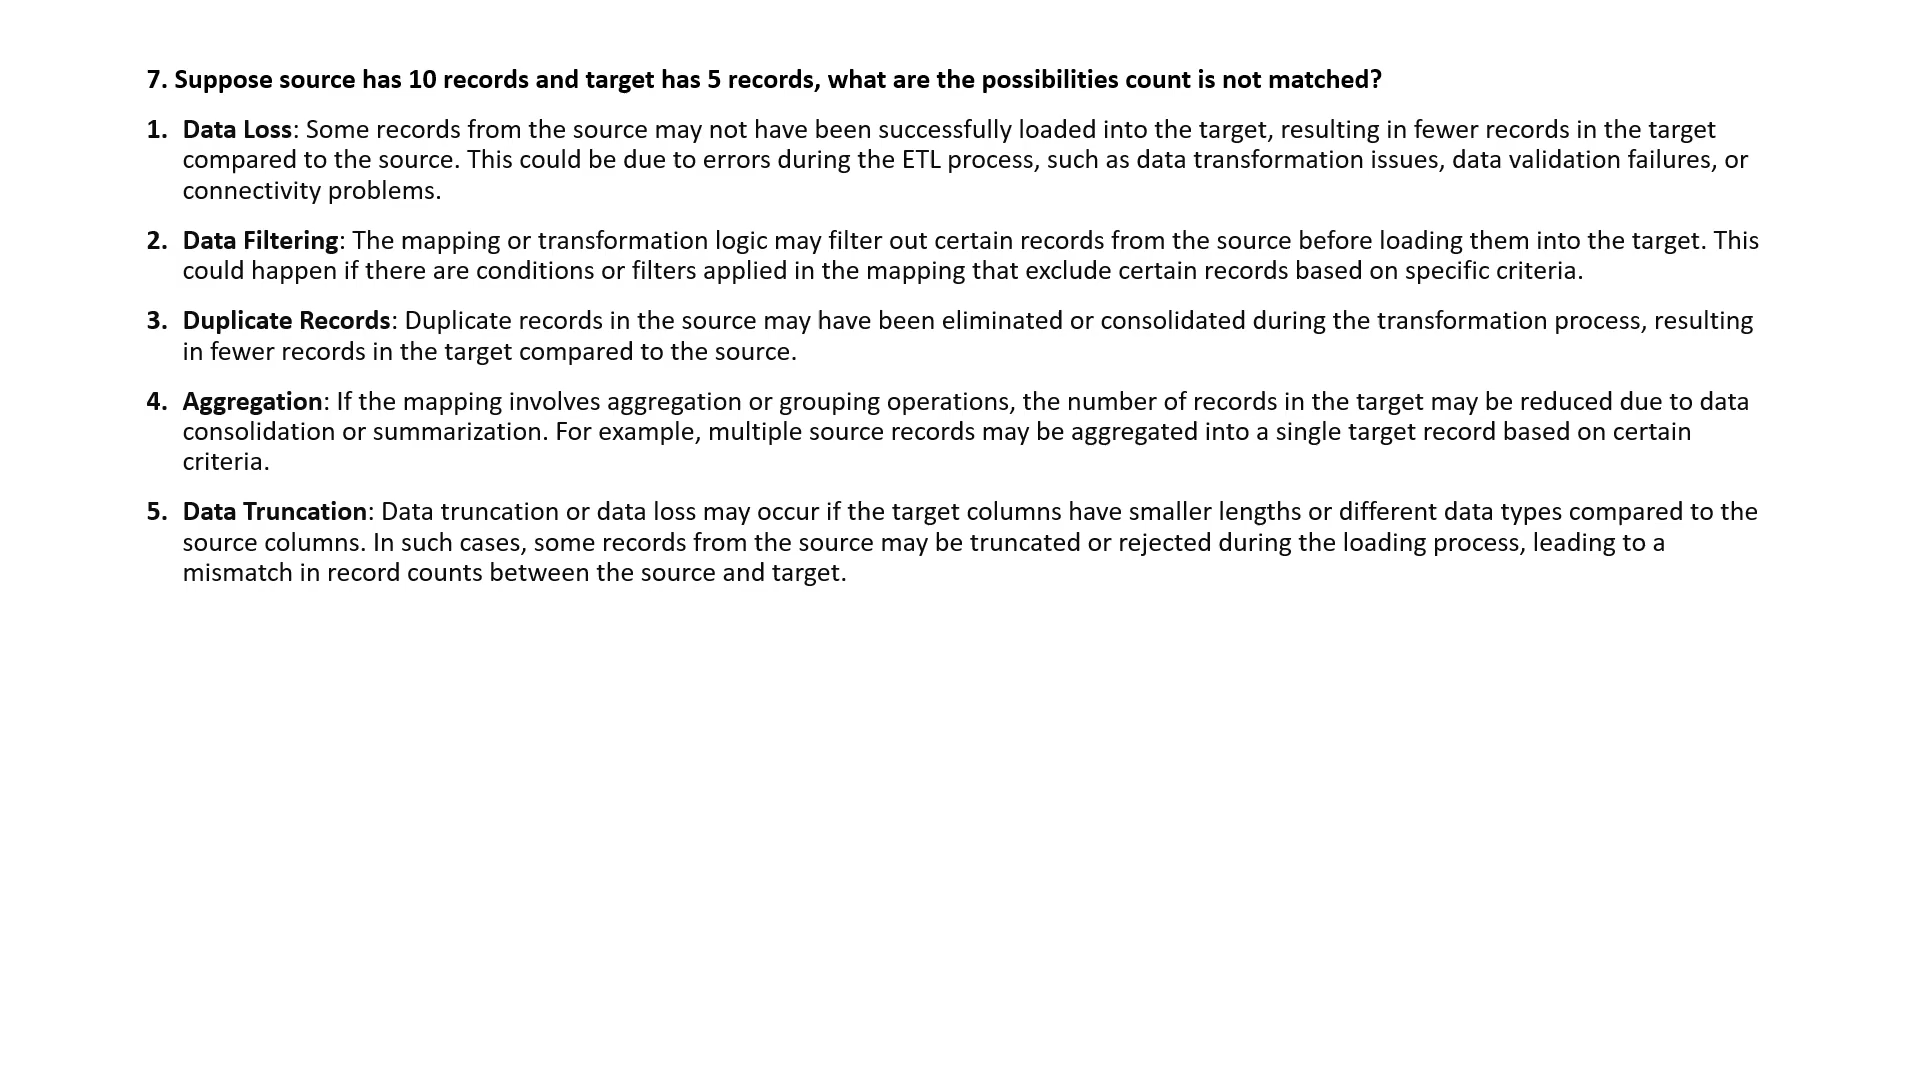 7. Suppose source has 10 records and target has 5 records, what are the possibilities count is not matched?
1. Data Loss: Some records from the source may not have been successfully loaded into the target, resulting in fewer records in the target
compared to the source. This could be due to errors during the ETL process, such as data transformation issues, data validation failures, or
connectivity problems.
2. Data Filtering: The mapping or transformation logic may filter out certain records from the source before loading them into the target. This
could happen if there are conditions or filters applied in the mapping that exclude certain records based on specific criteria.
3. Duplicate Records: Duplicate records in the source may have been eliminated or consolidated during the transformation process, resulting
in fewer records in the target compared to the source.
4. Aggregation: If the mapping involves aggregation or grouping operations, the number of records in the target may be reduced due to data
consolidation or summarization. For example, multiple source records may be aggregated into a single target record based on certain
criteria.
5. Data Truncation: Data truncation or data loss may occur if the target columns have smaller lengths or different data types compared to the
source columns. In such cases, some records from the source may be truncated or rejected during the loading process, leading to a
mismatch in record counts between the source and target.